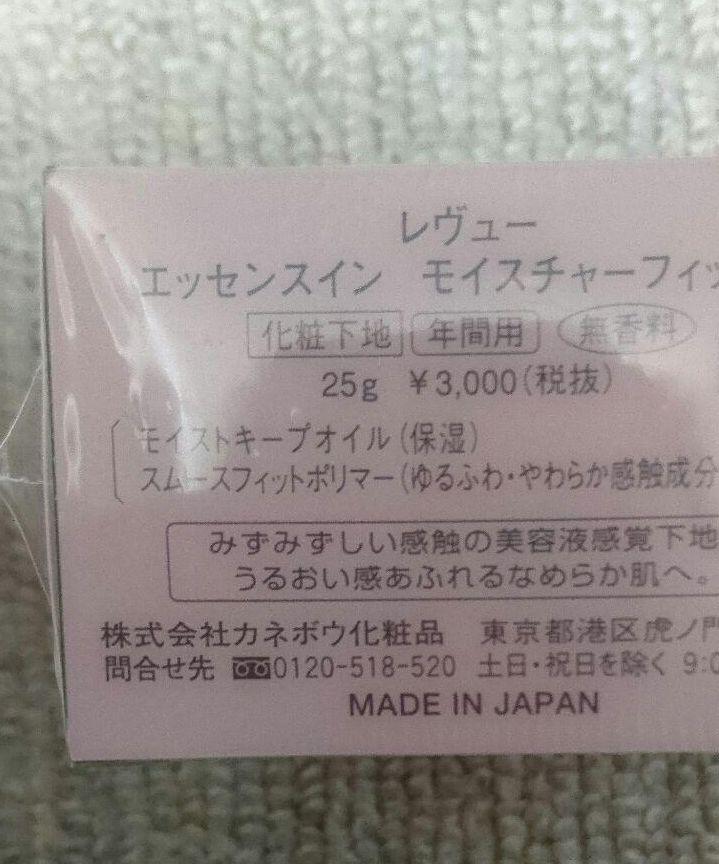 レヴュー
エッセンスイン モイスチャーフィッ
化粧下地 年間用 無香料
25g ¥3,000(税抜)
モイストキープオイル(保湿)
スムースフィットポリマー(ゆるふわ・やわらか感触成分
みずみずしい感触の美容液感覚下地
うるおい感あふれるなめらか肌へ。
株式会社カネボウ化粧品 東京都港区虎ノ門
問合せ先 0120-518-520 土日・祝日を除く 9:0
MADE IN JAPAN